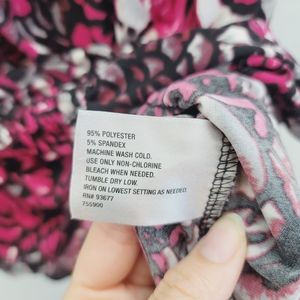 95% POLYESTER
5% SPANDEX
MACHINE WASH COLD.
USE ONLY NON-CHLORINE
BLEACH WHEN NEEDED.
TUMBLE DRY LOW.
IRON ON LOWEST SETTING AS NEEDED.
RN# 93677
755900